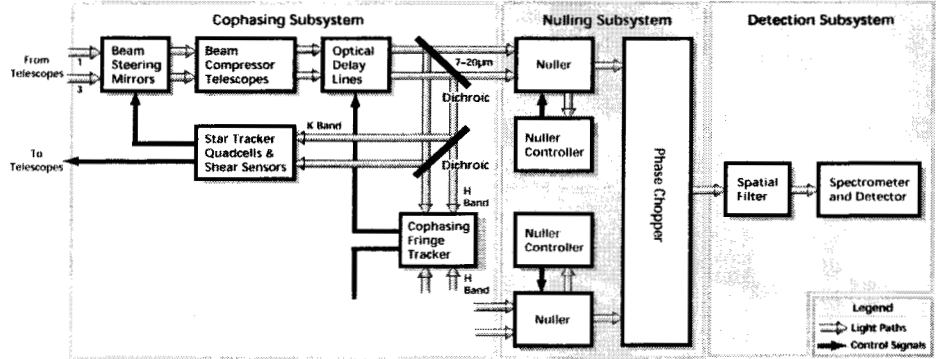 Cophasing Subsystem
Nulling Subsystem
Detection Subsystem
From
Telescopes
1
3
Beam
Steering
Mirrors
Beam
Compressor
Telescopes
Optical
Delay
Lines
7-20µm
Dichroic
Nuller
K Band
Star Tracker
Quadcells &
Shear Sensors
Dichroic
Nuller
Controller
To
Telescopes
H
Band
Cophasing
Fringe
Tracker
H
Band
Nuller
Controller
Nuller
Phase Chopper
Spatial
Filter
Spectrometer
and Detector
Legend
Light Paths
Control Signals